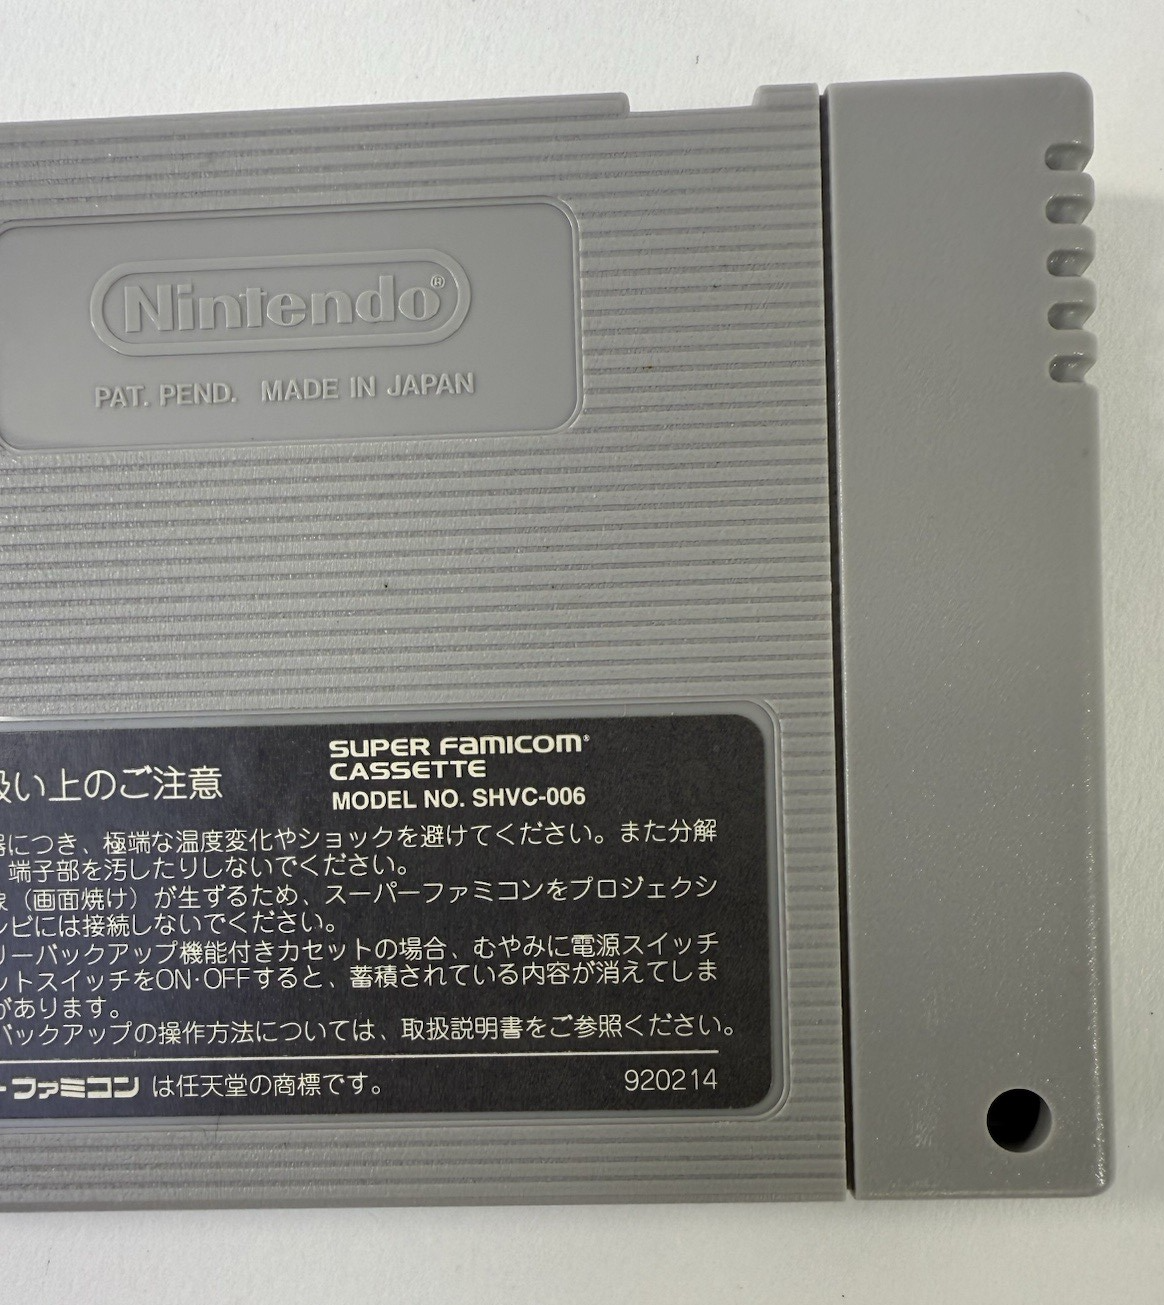 Nintendo®
PAT. PEND. MADE IN JAPAN
SUPER FAMICOM
CASSETTE
MODEL NO. SHVC-006
扱い上のご注意
器につき、極端な温度変化やショックを避けてください。また分解
、端子部を汚したりしないでください。
象（画面焼け）が生ずるため、スーパーファミコンをプロジェクシ
レビには接続しないでください。
リーバックアップ機能付きカセットの場合、むやみに電源スイッチ
ットスイッチをON·OFFすると、蓄積されている内容が消えてしま
があります。
バックアップの操作方法については、取扱説明書をご参照ください。
ーファミコン は任天堂の商標です。
920214